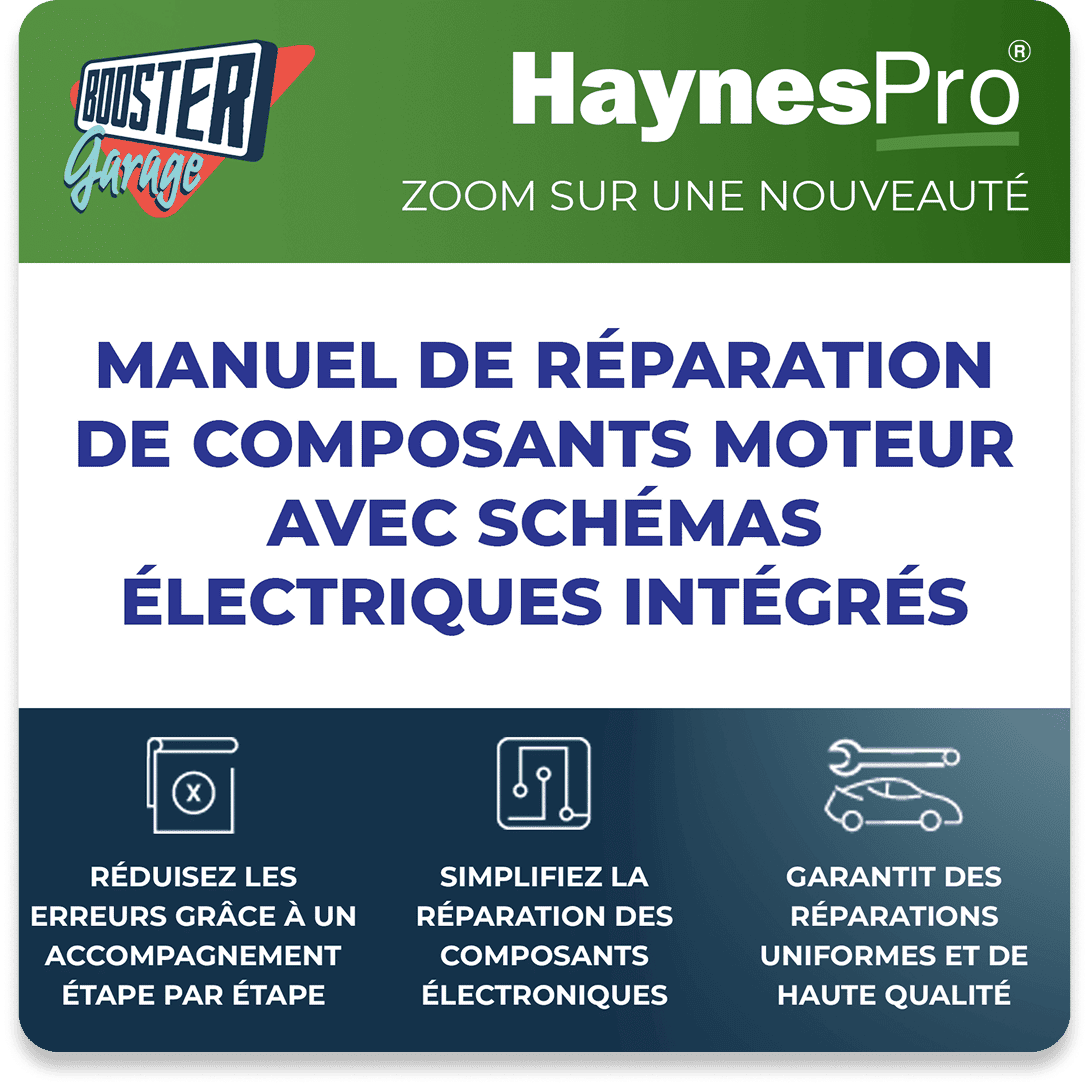 BOOSTER
Garage
HaynesPro®
ZOOM SUR UNE NOUVEAUTÉ
MANUEL DE RÉPARATION
DE COMPOSANTS MOTEUR
AVEC SCHÉMAS
ÉLECTRIQUES INTÉGRÉS
X
RÉDUISEZ LES
ERREURS GRÂCE À UN
ACCOMPAGNEMENT
ÉTAPE PAR ÉTAPE
SIMPLIFIEZ LA
RÉPARATION DES
COMPOSANTS
ÉLECTRONIQUES
GARANTIT DES
RÉPARATIONS
UNIFORMES ET DE
HAUTE QUALITÉ